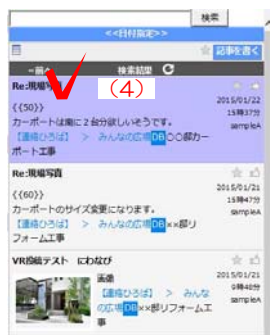 検索
<<日付指定>>
記事を書く
−前へ 検索結果
Re:現場写真
(4)
{{50}}
カーポートは南に2台欲しいそうです。
【連絡ひろば】 > みんなの広場DB〇〇邸カー
ポート工事
2015/01/22
15時37分
sampleA
Re:現場写真
{{60}}
カーポートのサイズ変更になります。
【連絡ひろば】 > みんなの広場DB××邸リ
フォーム工事
2015/01/21
15時47分
sampleA
VR投稿テスト にわなび
画像
【連絡ひろば】 > みんな
の広場DB××邸リフォーム工
事
2015/01/21
9時40分
sampleA